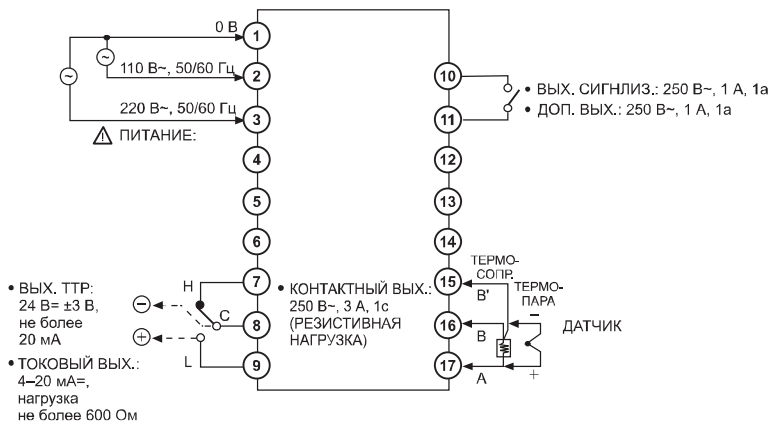 0 В
1
110 В~, 50/60 Гц
2
220 В~, 50/60 Гц
3
⚠ ПИТАНИЕ:
4
5
6
7
8
9
10
11
12
13
14
15
16
17
• ВЫХ. СИГНЛИЗ.: 250 В~, 1 А, 1a
• ДОП. ВЫХ.: 250 В~, 1 А, 1a
• ВЫХ. ТТР:
24 В= ±3 В,
не более
20 мА
• ТОКОВЫЙ ВЫХ.:
4–20 мА=,
нагрузка
не более 600 Ом
H
C
L
• КОНТАКТНЫЙ ВЫХ.:
250 В~, 3 А, 1c
(РЕЗИСТИВНАЯ
НАГРУЗКА)
ТЕРМО-
СОПР.
B'
B
A
ТЕРМО-
ПАРА
–
+
ДАТЧИК